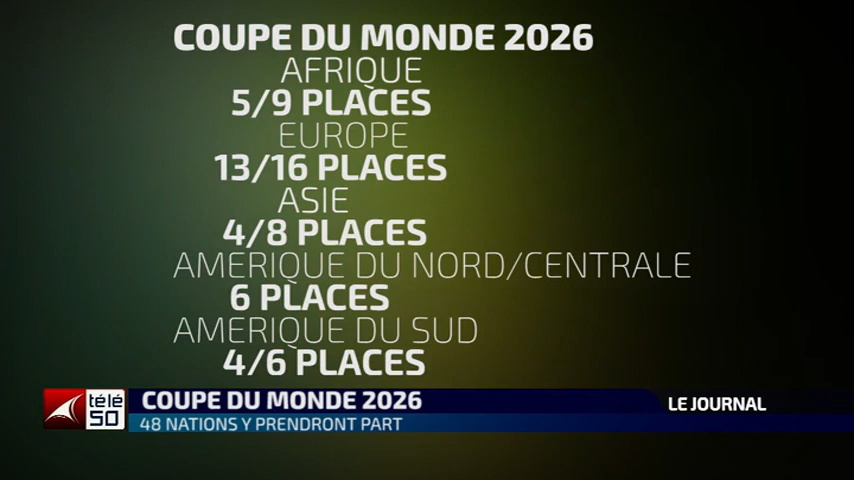 COUPE DU MONDE 2026
AFRIQUE
5/9 PLACES
EUROPE
13/16 PLACES
ASIE
4/8 PLACES
AMERIQUE DU NORD/CENTRALE
6 PLACES
AMERIQUE DU SUD
4/6 PLACES
télé
50
COUPE DU MONDE 2026
LE JOURNAL
48 NATIONS Y PRENDRONT PART